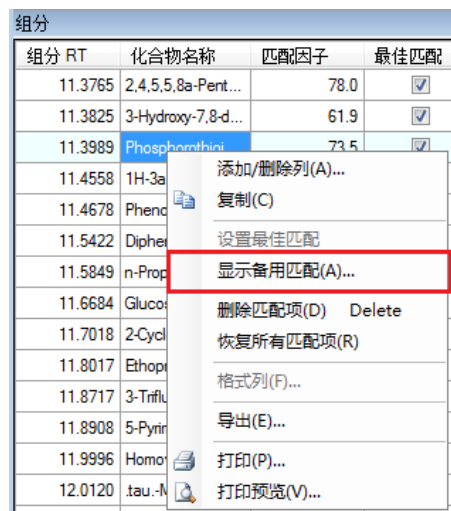 组分
组分 RT 化合物名称 匹配因子 最佳匹配
11.3765 2,4,5,5,8a-Pent... 78.0
11.3825 3-Hydroxy-7,8-d... 61.9
11.3989 Phosphorothioi 73.5
11.4558 1H-3a
11.4678 Pheno
11.5422 Diphe
11.5849 n-Prop
11.6684 Gluco
11.7018 2-Cycl
11.8017 Ethop
11.8717 3-Triflu
11.8908 5-Pyrin
11.9996 Homo
12.0120 .tau.-M
添加/删除列(A)...
复制(C)
设置最佳匹配
显示备用匹配(A)...
删除匹配项(D) Delete
恢复所有匹配项(R)
格式列(F)...
导出(E)...
打印(P)...
打印预览(V)...